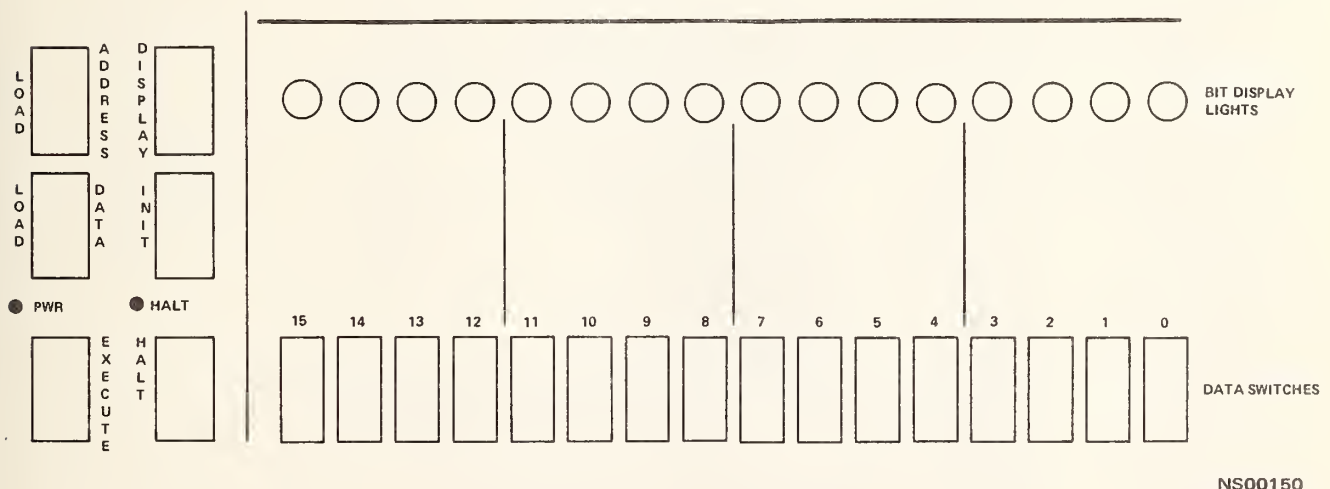 LOAD ADDRESS
DISPLAY
BIT DISPLAY
LIGHTS
LOAD DATA
INIT
PWR
HALT
15 14 13 12 11 10 9 8 7 6 5 4 3 2 1 0
EXECUTE
HALT
DATA SWITCHES
NS00150